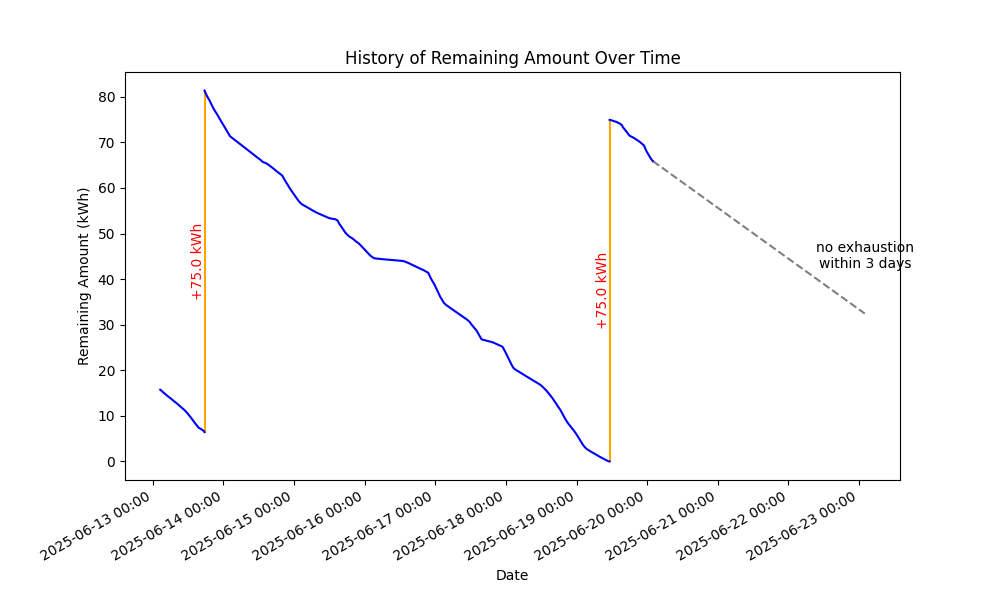 History of Remaining Amount Over Time
Remaining Amount (kWh)
80
70
60
50
40
30
20
10
0
+75.0 kWh
+75.0 kWh
no exhaustion
within 3 days
2025-06-13 00:00
2025-06-14 00:00
2025-06-15 00:00
2025-06-16 00:00
2025-06-17 00:00
2025-06-18 00:00
2025-06-19 00:00
2025-06-20 00:00
2025-06-21 00:00
2025-06-22 00:00
2025-06-23 00:00
Date